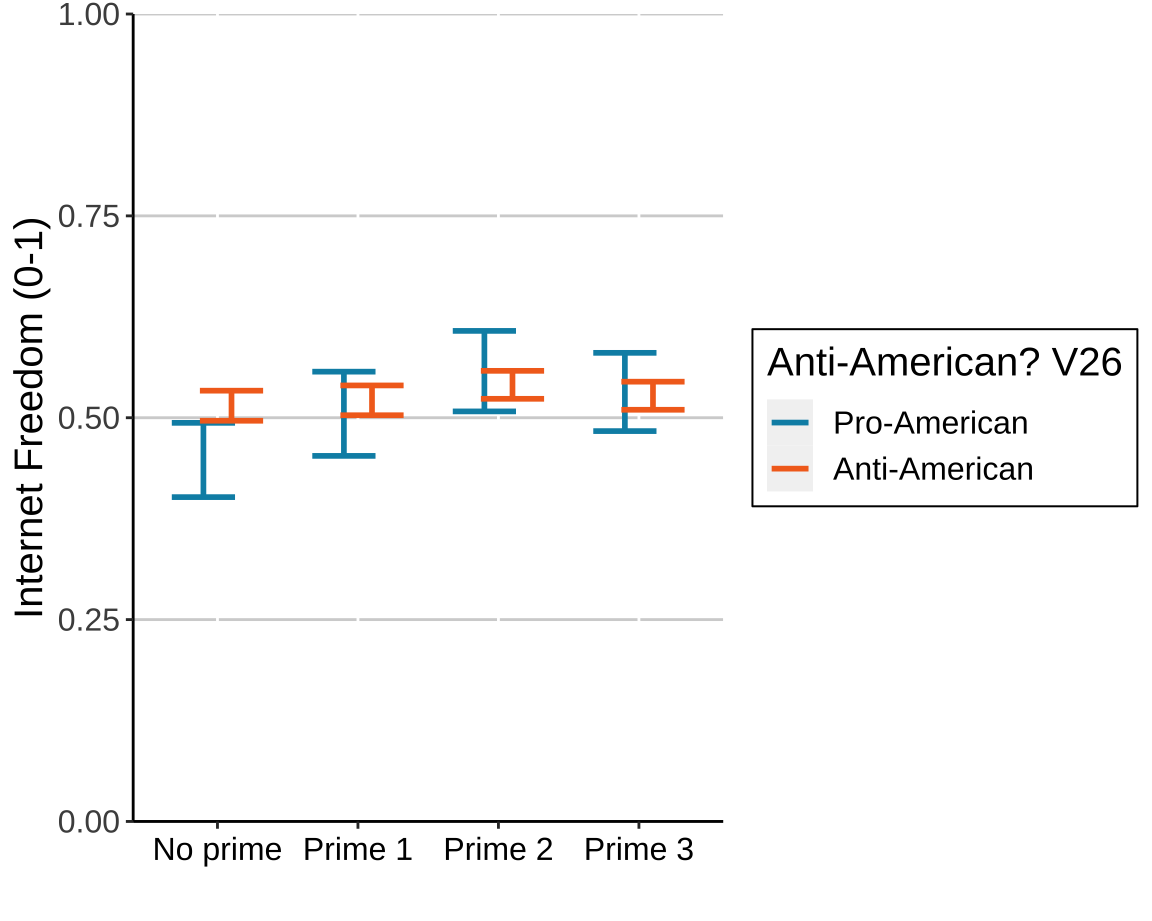 Internet Freedom (0-1)
1.00
0.75
0.50
0.25
0.00
No prime Prime 1 Prime 2 Prime 3
Anti-American? V26
Pro-American
Anti-American